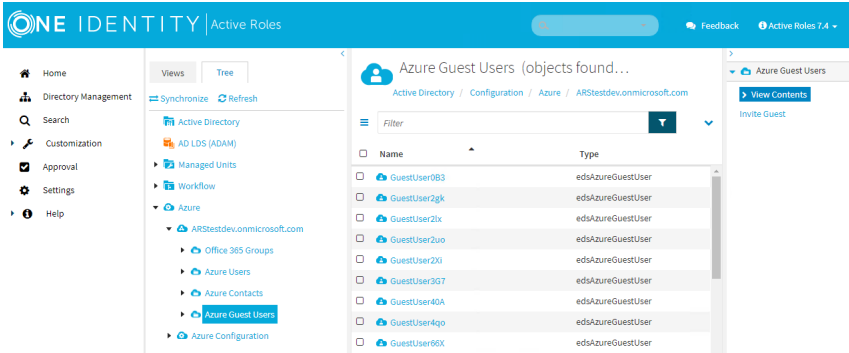 ONE IDENTITY Active Roles
Feedback
Active Roles 7.4
Home
Directory Management
Search
Customization
Approval
Settings
Help
Views
Tree
Synchronize
Refresh
Active Directory
AD LDS (ADAM)
Managed Units
Workflow
Azure
ARStestdev.onmicrosoft.com
Office 365 Groups
Azure Users
Azure Contacts
Azure Guest Users
Azure Configuration
Azure Guest Users (objects found...
Active Directory / Configuration / Azure / ARStestdev.onmicrosoft.com
Filter
Name Type
GuestUser0B3 edsAzureGuestUser
GuestUser2gk edsAzureGuestUser
GuestUser2lx edsAzureGuestUser
GuestUser2uo edsAzureGuestUser
GuestUser2Xi edsAzureGuestUser
GuestUser3G7 edsAzureGuestUser
GuestUser40A edsAzureGuestUser
GuestUser4qo edsAzureGuestUser
GuestUser66X edsAzureGuestUser
Azure Guest Users
View Contents
Invite Guest